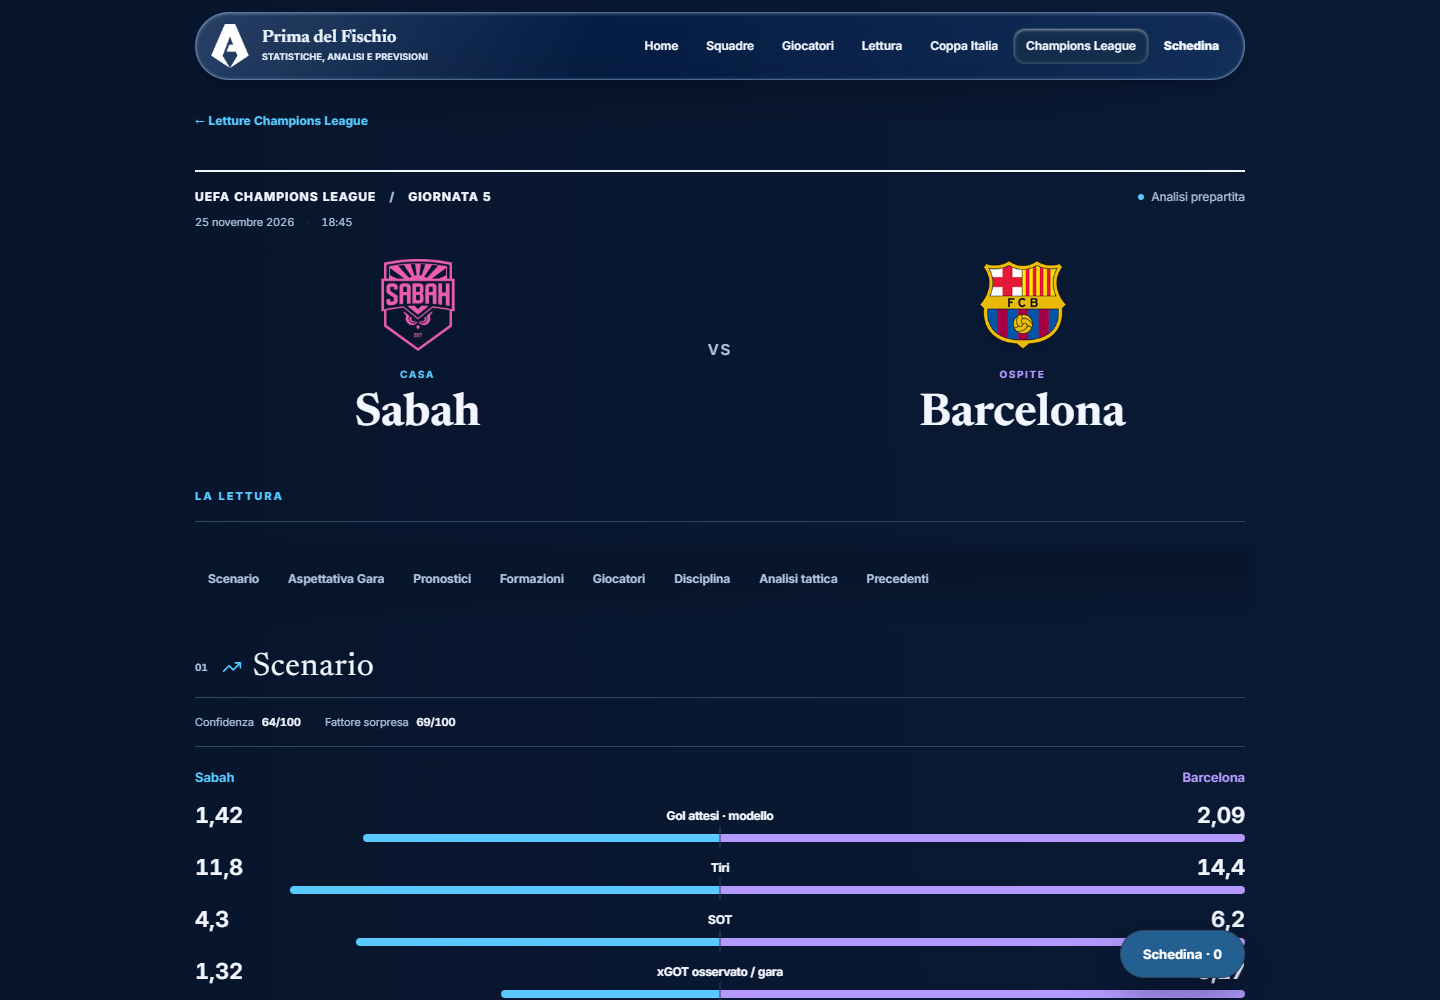 Prima del Fischio
STATISTICHE, ANALISI E PREVISIONI
Home
Squadre
Giocatori
Lettura
Coppa Italia
Champions League
Schedina
← Letture Champions League
UEFA CHAMPIONS LEAGUE / GIORNATA 5
Analisi prepartita
25 novembre 2026 · 18:45
SABAH
FCB
VS
CASA
OSPITE
Sabah
Barcelona
LA LETTURA
Scenario
Aspettativa Gara
Pronostici
Formazioni
Giocatori
Disciplina
Analisi tattica
Precedenti
01 Scenario
Confidenza 64/100 Fattore sorpresa 69/100
Sabah
Barcelona
1,42 Gol attesi · modello 2,09
11,8 Tiri 14,4
4,3 SOT 6,2
1,32 xGOT osservato / gara
Schedina · 0